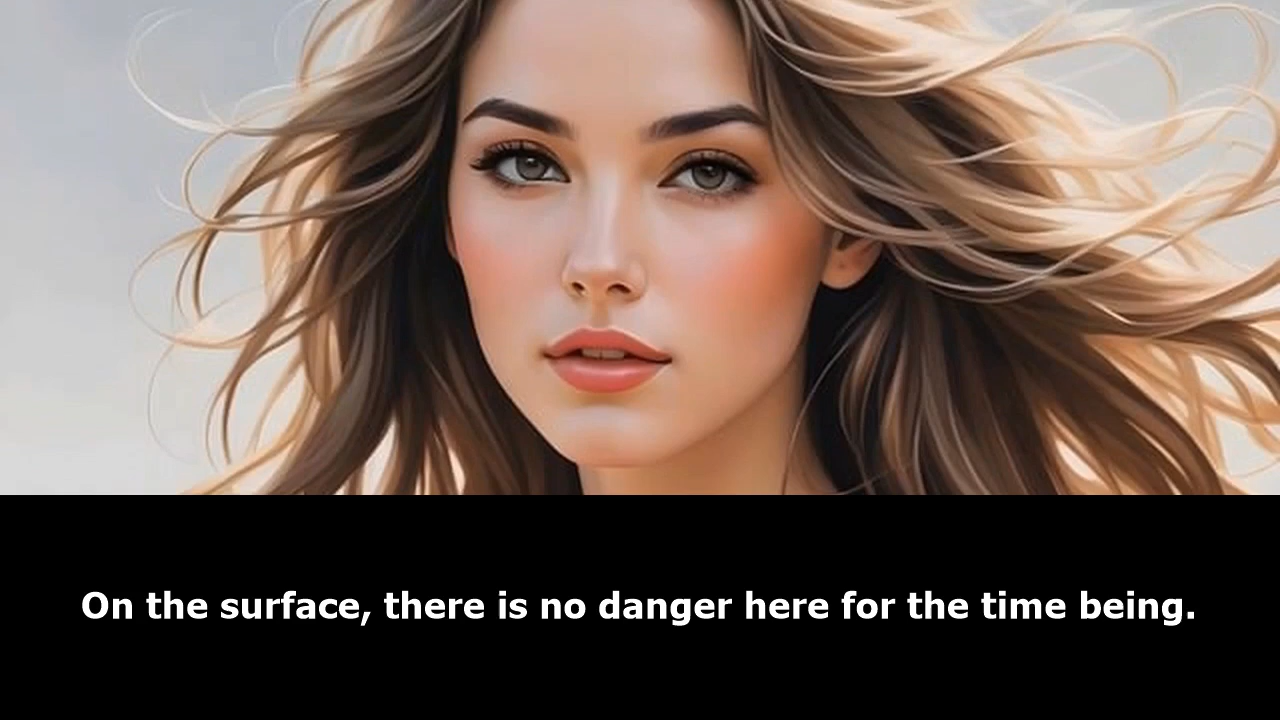 On the surface, there is no danger here for the time being.